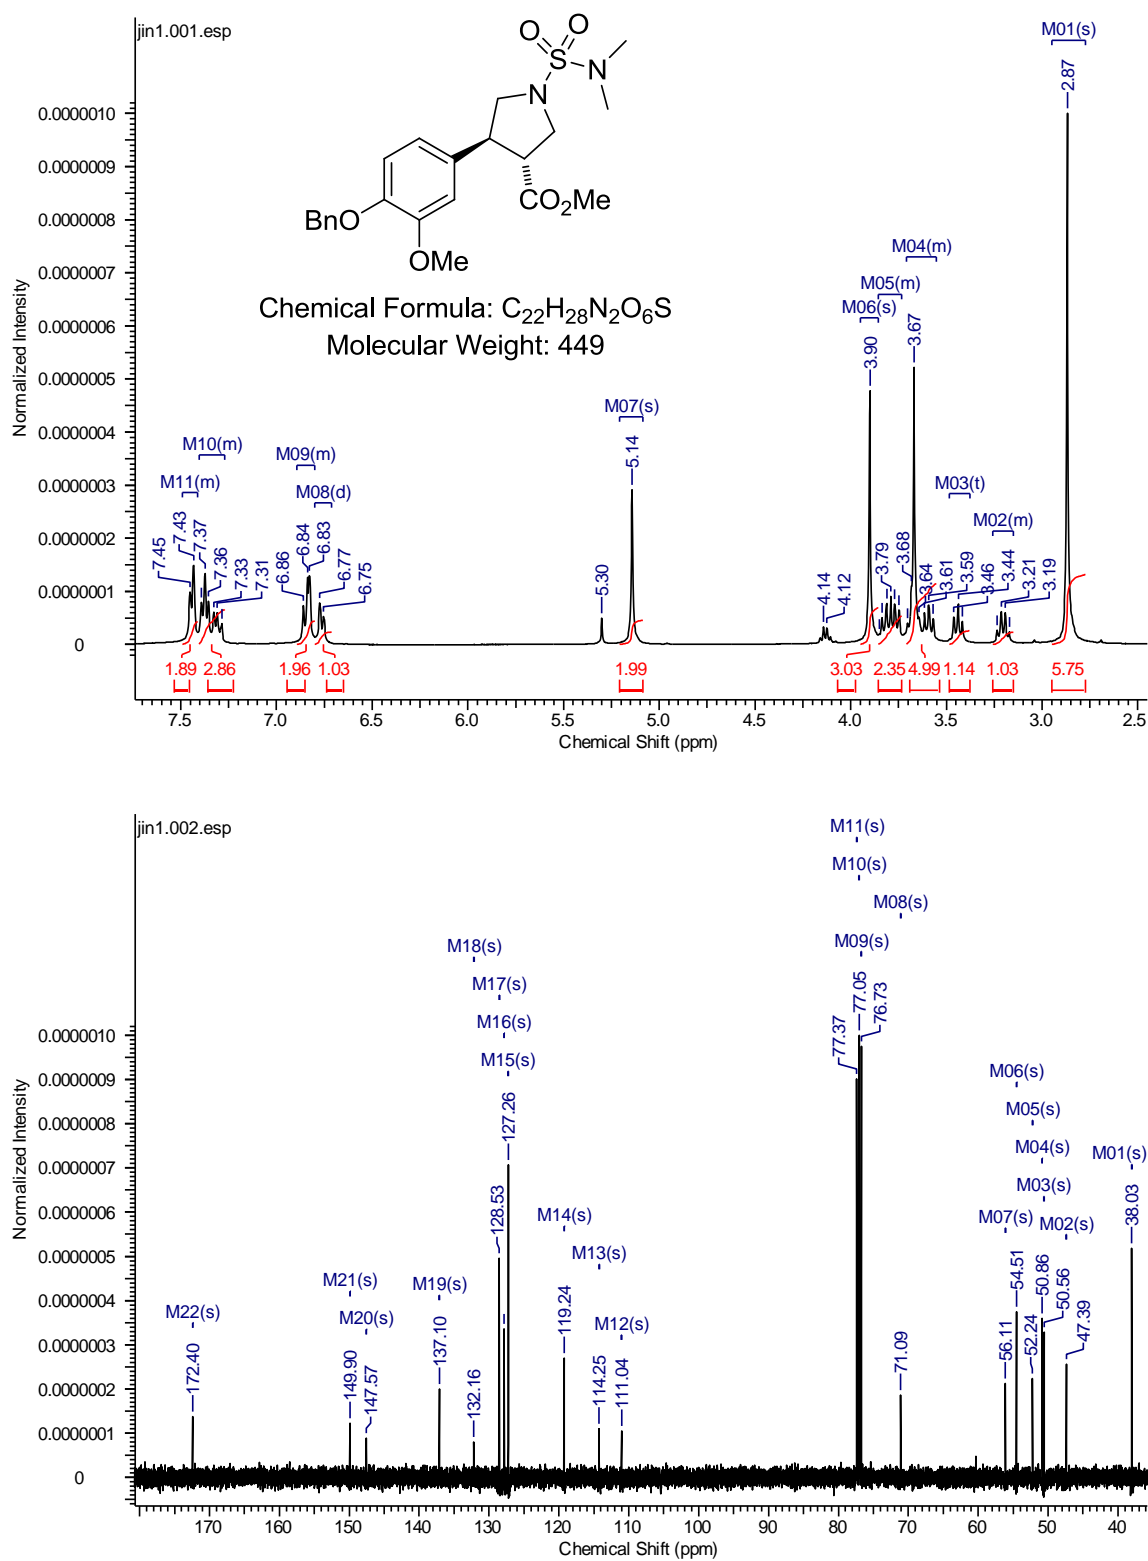 jin1.001.esp
M01(s)
2.87
O O
S N
N
CO2Me
BnO
OMe
Chemical Formula: C22H28N2O6S
Molecular Weight: 449
M04(m)
M05(m)
M06(s)
3.90
3.67
M07(s)
5.14
M10(m)
M11(m)
M09(m)
M08(d)
M03(t)
M02(m)
7.45
7.43
7.37
7.36
7.33
7.31
6.86
6.84
6.83
6.77
6.75
5.30
4.14
4.12
3.79
3.68
3.64
3.61
3.59
3.46
3.44
3.21
3.19
0.0000010
0.0000009
0.0000008
0.0000007
0.0000006
0.0000005
0.0000004
0.0000003
0.0000002
0.0000001
0
Normalized Intensity
1.89 2.86 1.96 1.03 1.99 3.03 2.35 4.99 1.14 1.03 5.75
7.5 7.0 6.5 6.0 5.5 5.0 4.5 4.0 3.5 3.0 2.5
Chemical Shift (ppm)
jin1.002.esp
M11(s)
M10(s)
M08(s)
M09(s)
77.37
77.05
76.73
M18(s)
M17(s)
M16(s)
M15(s)
127.26
128.53
M14(s)
119.24
M13(s)
114.25
M12(s)
111.04
M22(s)
172.40
M21(s)
149.90
M20(s)
147.57
M19(s)
137.10
132.16
71.09
M06(s)
M05(s)
M04(s)
M03(s)
M07(s)
M02(s)
M01(s)
56.11
54.51
52.24
50.86
50.56
47.39
38.03
0.0000010
0.0000009
0.0000008
0.0000007
0.0000006
0.0000005
0.0000004
0.0000003
0.0000002
0.0000001
0
Normalized Intensity
170 160 150 140 130 120 110 100 90 80 70 60 50 40
Chemical Shift (ppm)